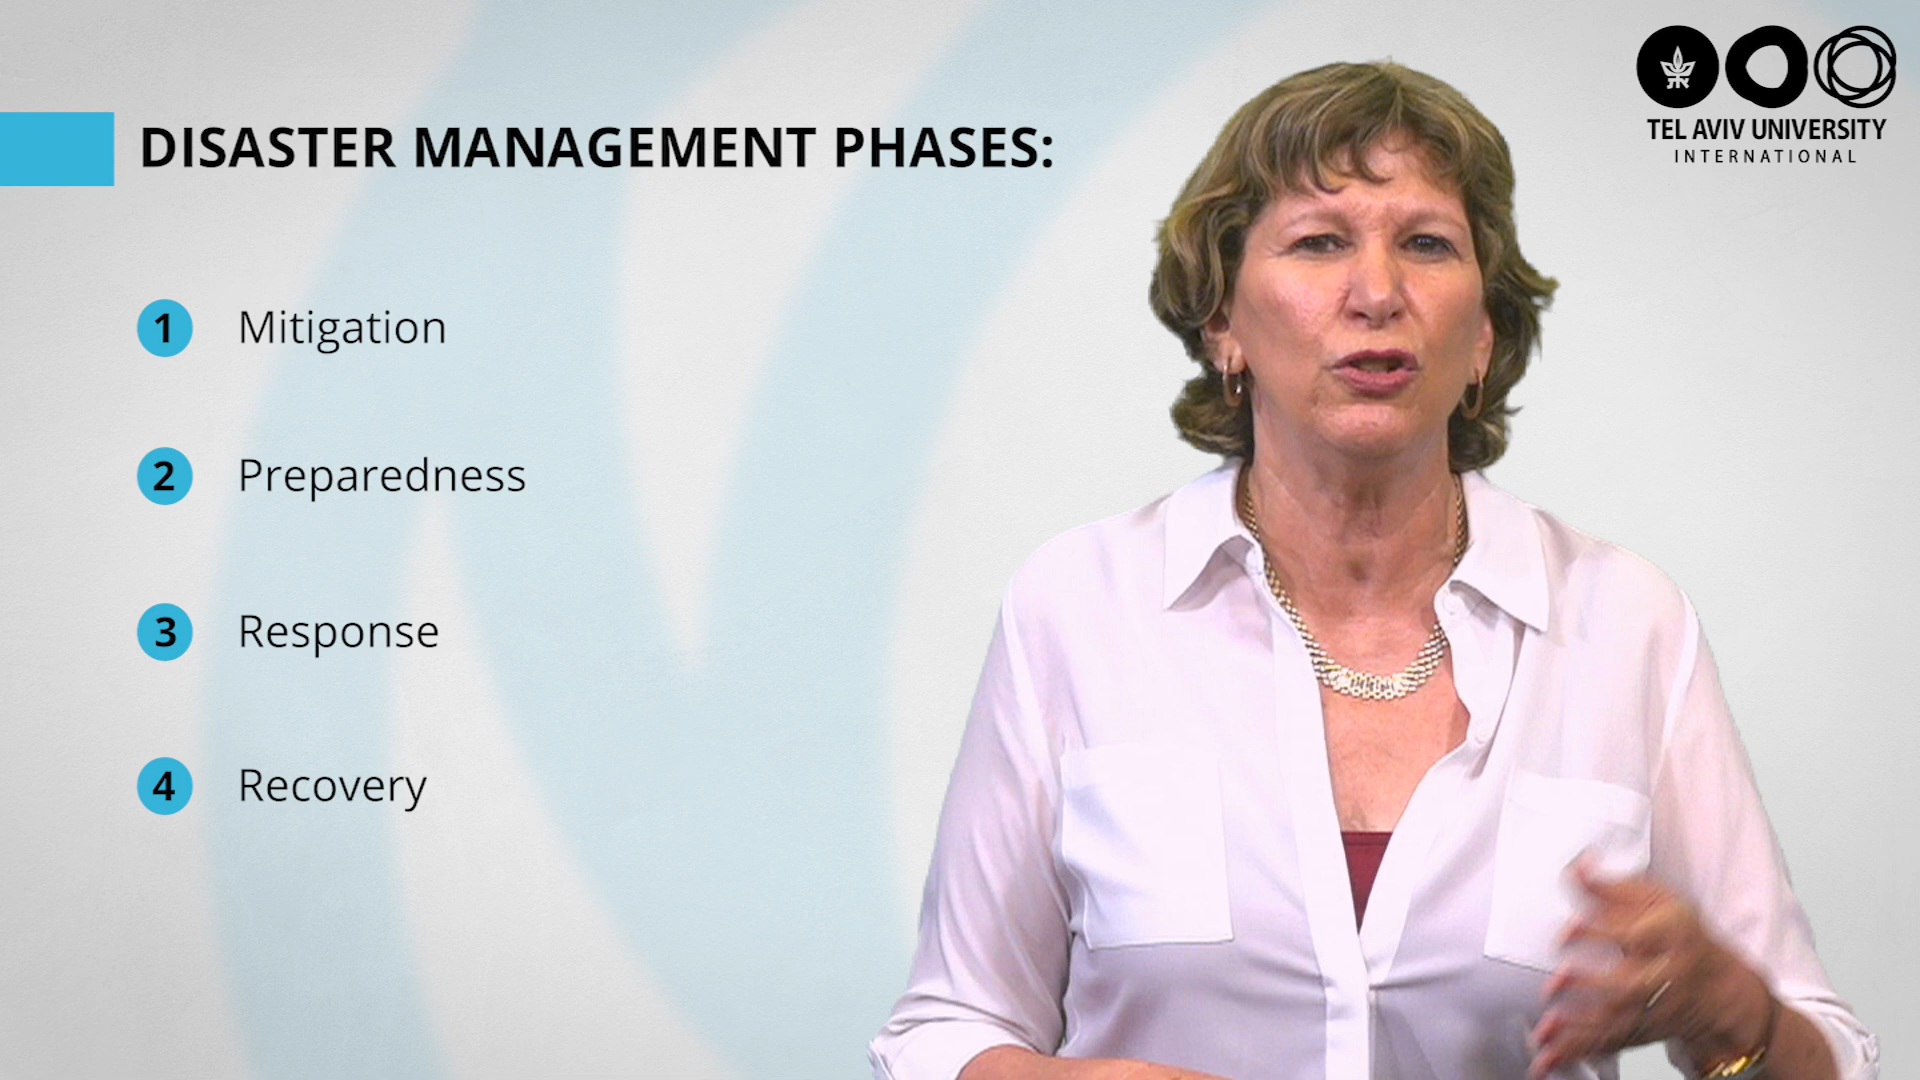 DISASTER MANAGEMENT PHASES:
1 Mitigation
2 Preparedness
3 Response
4 Recovery
TEL AVIV UNIVERSITY
INTERNATIONAL